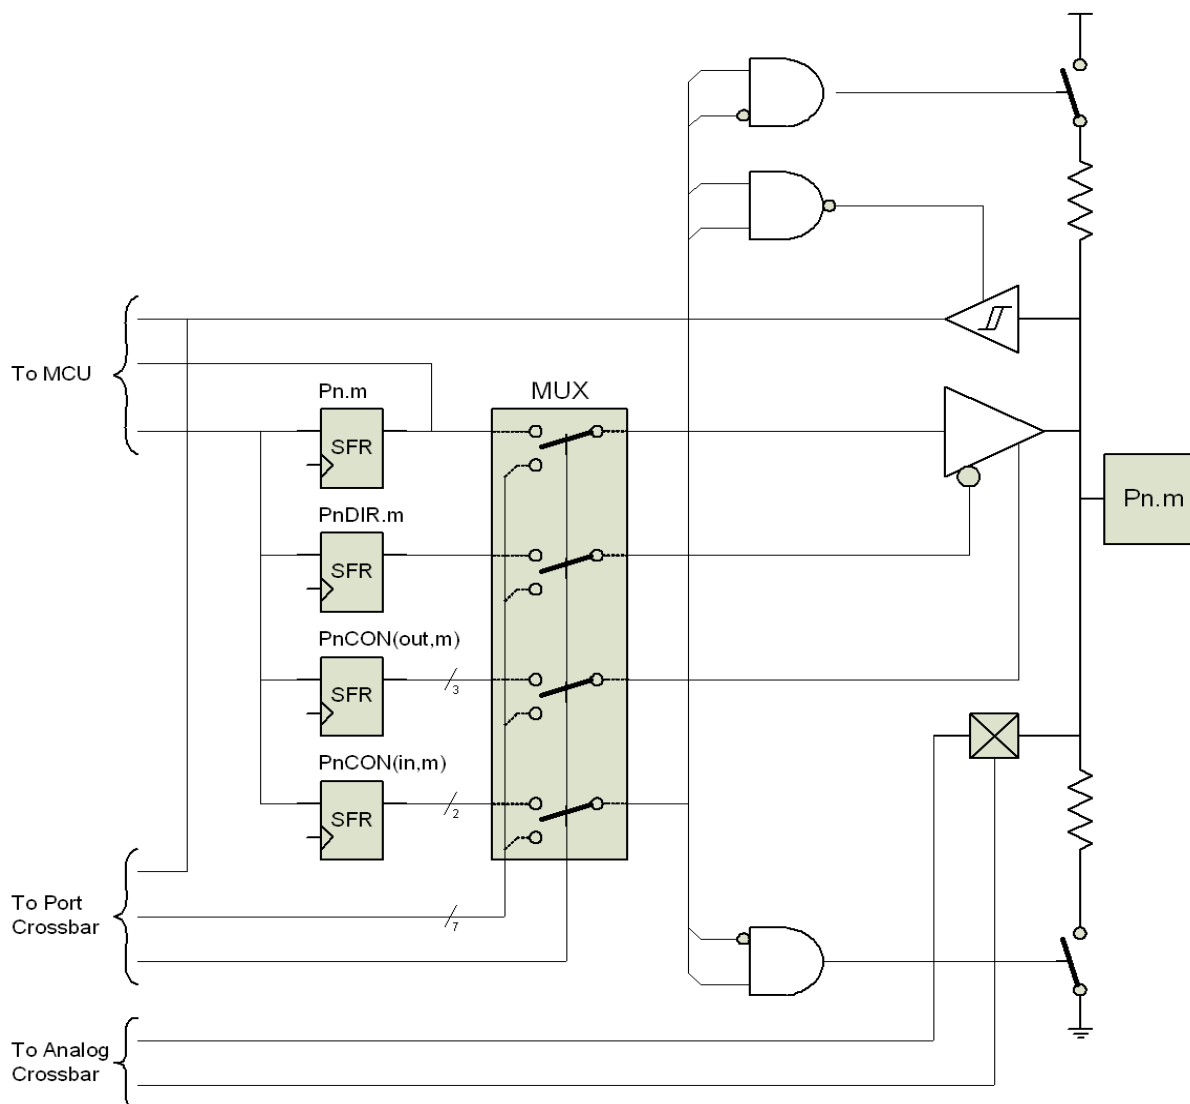 To MCU
Pn.m
SFR
MUX
PnDIR.m
SFR
Pn.m
PnCON(out,m)
SFR
3
PnCON(in,m)
SFR
2
To Port
Crossbar
7
To Analog
Crossbar